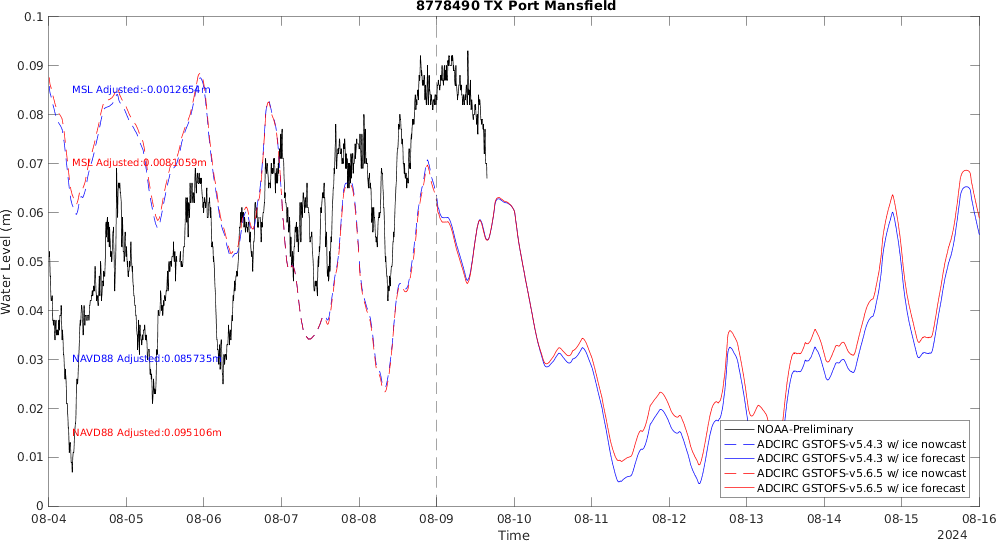 8778490 TX Port Mansfield
0.1
0.09
0.08
0.07
0.06
0.05
0.04
0.03
0.02
0.01
0
Water Level (m)
MSL Adjusted:-0.0012654m
MSL Adjusted:0.0081059m
NAVD88 Adjusted:0.085735m
NAVD88 Adjusted:0.095106m
NOAA-Preliminary
ADCIRC GSTOFS-v5.4.3 w/ ice nowcast
ADCIRC GSTOFS-v5.4.3 w/ ice forecast
ADCIRC GSTOFS-v5.6.5 w/ ice nowcast
ADCIRC GSTOFS-v5.6.5 w/ ice forecast
08-04 08-05 08-06 08-07 08-08 08-09 08-10 08-11 08-12 08-13 08-14 08-15 08-16
Time
2024